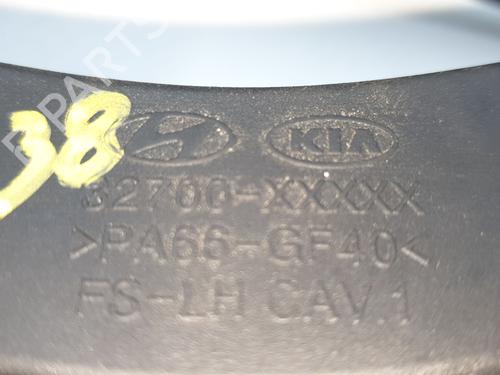 38
KIA
32700-XXXXX
>PA66-GF40<
FS-LH CAV.1